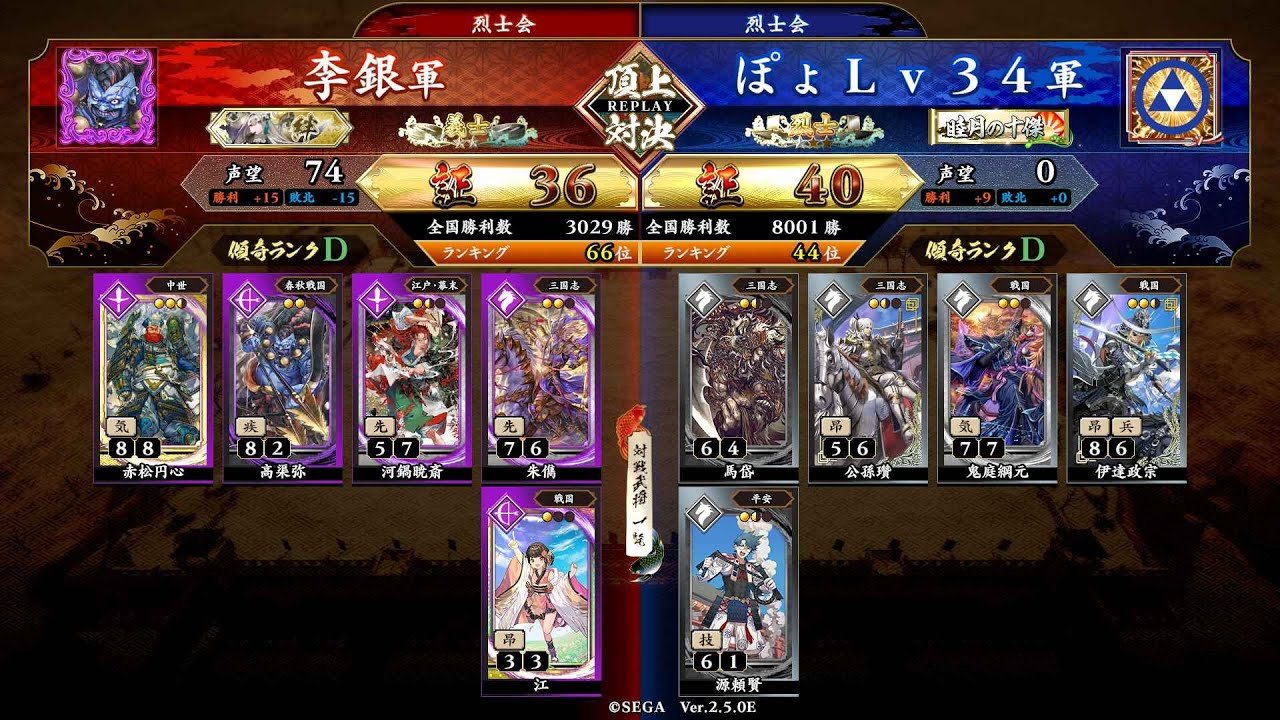 烈士会
烈士会
李銀軍
頂上
REPLAY
対決
ぽょLv34軍
絆
義士
烈士
睦月の十傑
声望 74
勝利 +15 敗北 -15
証 36
証 40
声望 0
勝利 +9 敗北 +0
全国勝利数 3029勝
全国勝利数 8001勝
傾奇ランクD
ランキング 66位
ランキング 44位
傾奇ランクD
中世
気
8 8
赤松円心
春秋戦国
疾
8 2
高渠弥
江戸・幕末
先
5 7
河鍋暁斎
三国志
先
7 6
朱儁
三国志
6 4
馬岱
三国志
昂
5 6
公孫瓚
戦国
気
7 7
鬼庭綱元
戦国
昂 兵
8 6
伊達政宗
対戦武将一覧
戦国
昂
3 3
江
平安
技
6 1
源頼賢
©SEGA Ver.2.5.0E